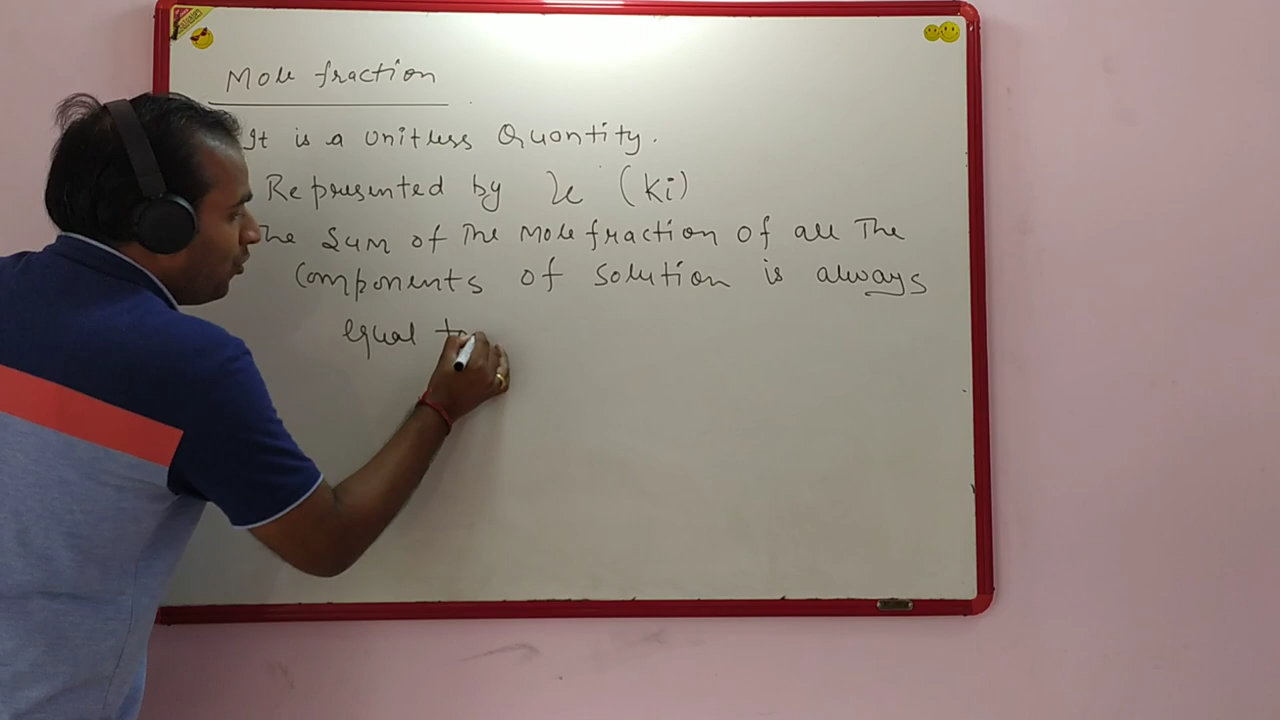 Mole fraction
It is a Unitless Quantity.
Represented by x (Ki)
The Sum of The Mole fraction of all The
Components of Solution is always
equal to